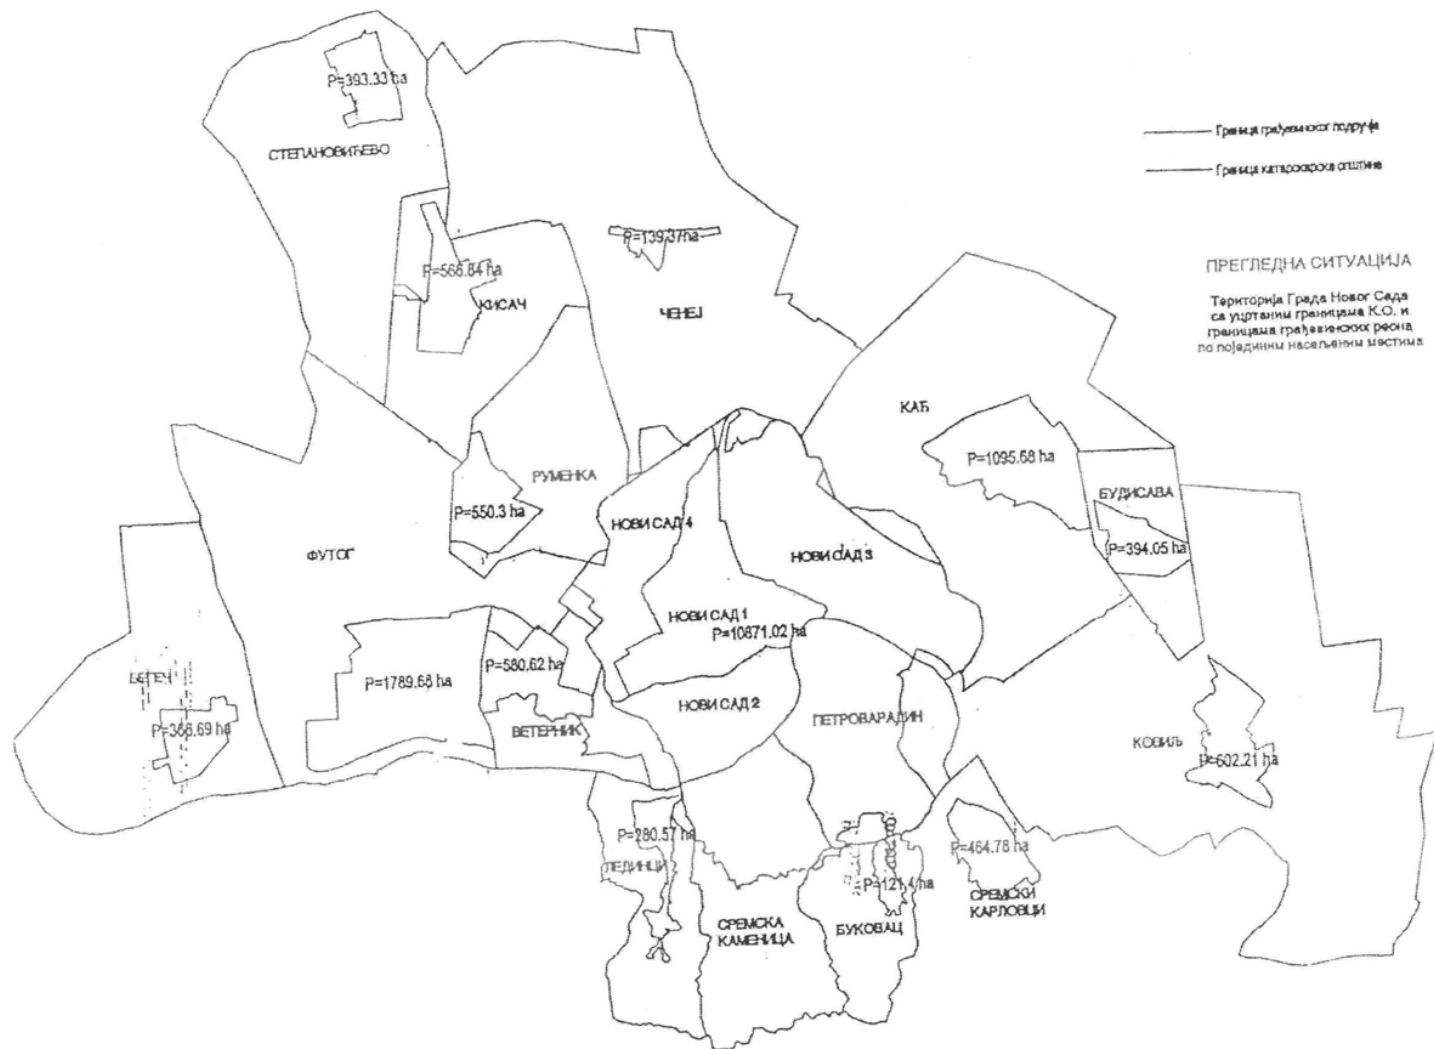 P=393.33 ha
СТЕПАНОВИЋЕВО
Граница грађевинског подручја
Граница катарсарска општине
P=139.37ha
P=566.84 ha
КИСАЧ
ЧЕНЕЈ
ПРЕГЛЕДНА СИТУАЦИЈА
Територија Града Новог Сада
са уцртаним границама К.О. и
границама грађевинских реона
по појединим насељеним местима
КАЋ
P=1095.68 ha
РУМЕНКА
БУДИСАВА
P=550.3 ha
НОВИ САД 4
ФУТОГ
НОВИ САД 3
P=394.05 ha
НОВИ САД 1
P=10871.02 ha
P=580.62 ha
БЕГЕЧ
P=1789.68 ha
НОВИ САД 2
ПЕТРОВАРАДИН
P=366.69 ha
ВЕТЕРНИК
КОВИЉ
P=602.21 ha
P=280.57 ha
P=464.78 ha
ЛЕДИНЦИ
P=121.4 ha
СРЕМСКИ
КАРЛОВЦИ
СРЕМСКА
КАМЕНИЦА
БУКОВАЦ